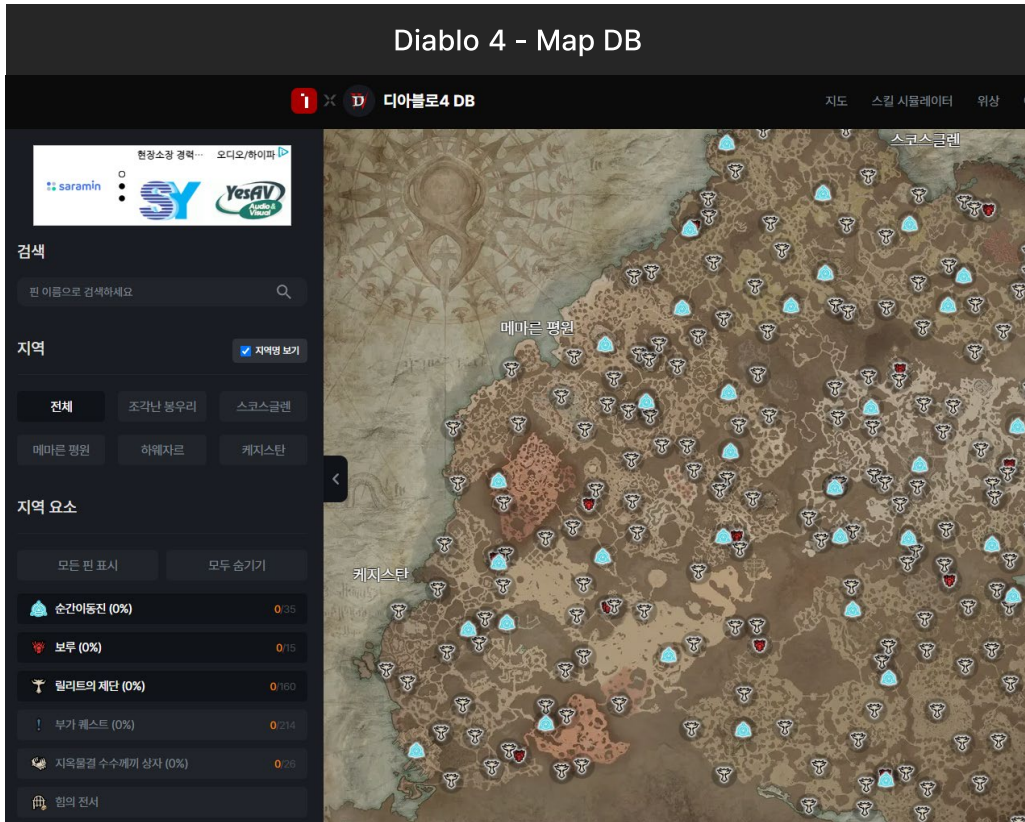 Diablo 4 - Map DB
디아블로4 DB
지도 스킬 시뮬레이터 위상
현장소장 경력… 오디오/하이파
saramin
SY
YesAV
Audio &
Visual
검색
핀 이름으로 검색하세요
지역
지역명 보기
전체 조각난 봉우리 스코스글렌
메마른 평원 하웨자르 케지스탄
지역 요소
모든 핀 표시 모두 숨기기
순간이동진 (0%) 0/35
보루 (0%) 0/15
릴리트의 제단 (0%) 0/160
부가 퀘스트 (0%) 0/214
지옥물결 수수께끼 상자 (0%) 0/26
힘의 전서
스코스글렌
메마른 평원
케지스탄